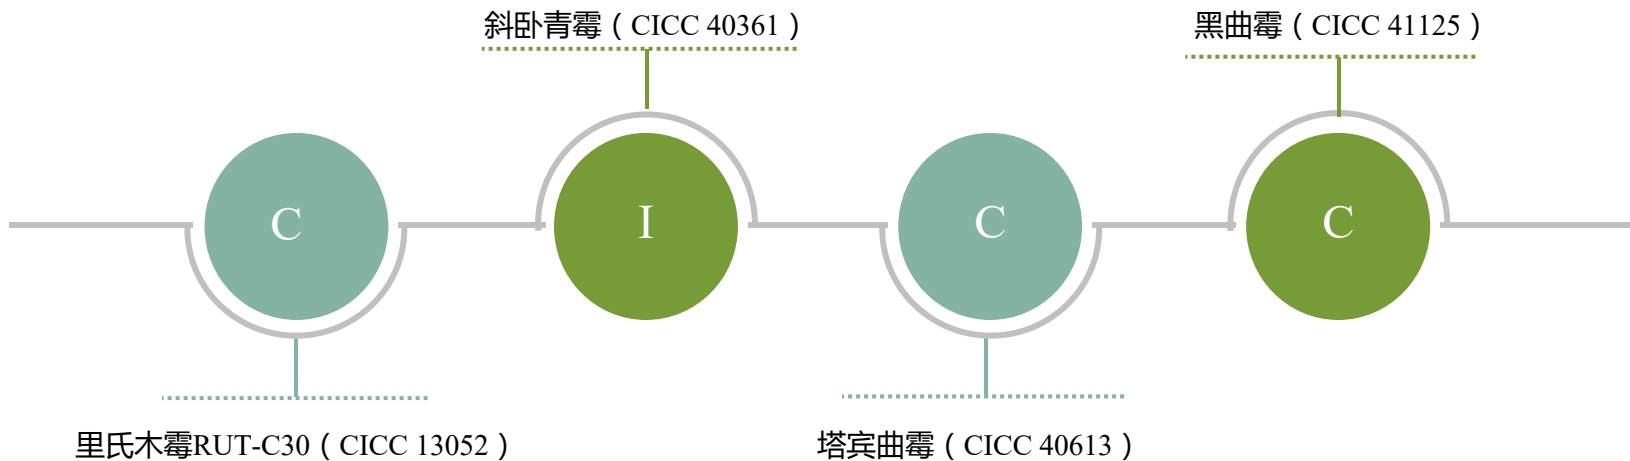 斜卧青霉（CICC 40361）
黑曲霉（CICC 41125）
C
I
C
C
里氏木霉RUT-C30（CICC 13052）
塔宾曲霉（CICC 40613）